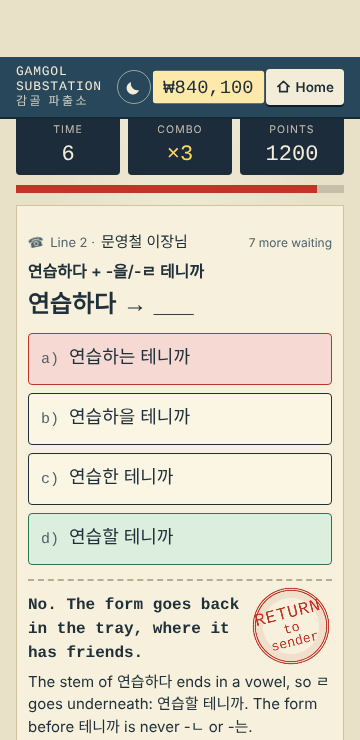 GAMGOL
SUBSTATION
감골 파출소
₩840,100
Home
TIME
6
COMBO
×3
POINTS
1200
☎ Line 2 · 문영철 이장님
7 more waiting
연습하다 + -을/-ㄹ 테니까
연습하다 → ___
a) 연습하는 테니까
b) 연습하을 테니까
c) 연습한 테니까
d) 연습할 테니까
No. The form goes back
in the tray, where it
has friends.
RETURN
to
sender
The stem of 연습하다 ends in a vowel, so ㄹ
goes underneath: 연습할 테니까. The form
before 테니까 is never -ㄴ or -는.